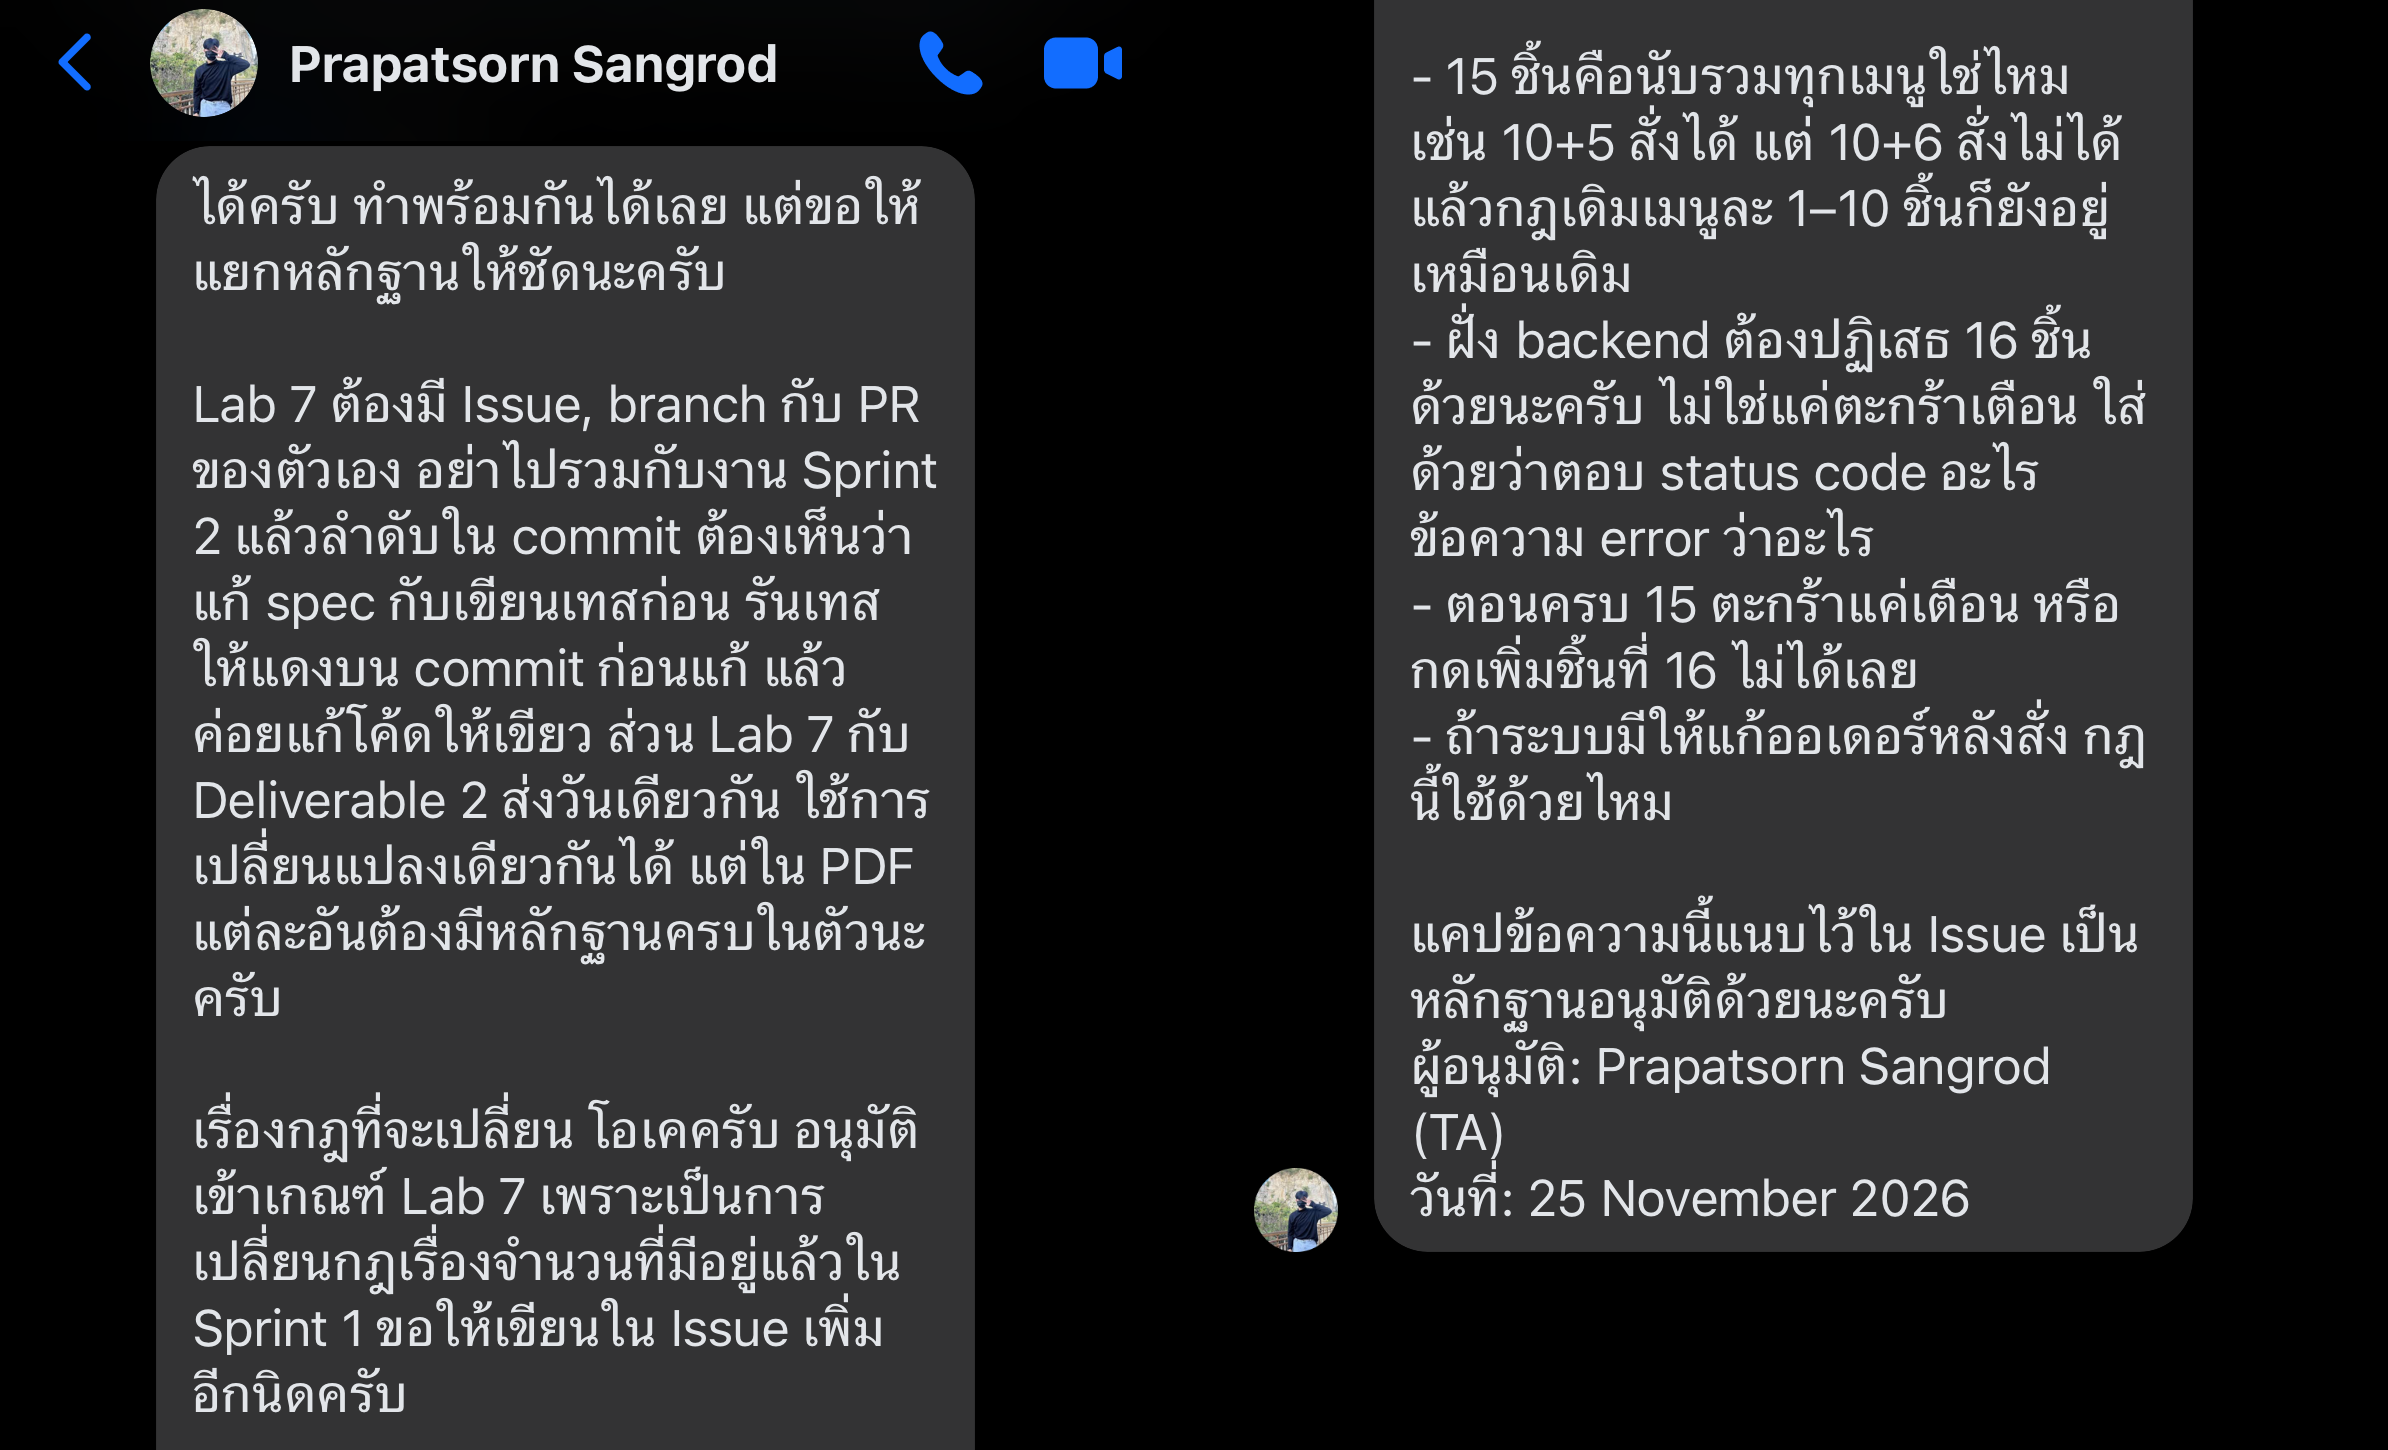 Prapatsorn Sangrod
ได้ครับ ทำพร้อมกันได้เลย แต่ขอให้
แยกหลักฐานให้ชัดนะครับ
Lab 7 ต้องมี Issue, branch กับ PR
ของตัวเอง อย่าไปรวมกับงาน Sprint
2 แล้วลำดับใน commit ต้องเห็นว่า
แก้ spec กับเขียนเทสก่อน รันเทส
ให้แดงบน commit ก่อนแก้ แล้ว
ค่อยแก้โค้ดให้เขียว ส่วน Lab 7 กับ
Deliverable 2 ส่งวันเดียวกัน ใช้การ
เปลี่ยนแปลงเดียวกันได้ แต่ใน PDF
แต่ละอันต้องมีหลักฐานครบในตัวนะ
ครับ
เรื่องกฎที่จะเปลี่ยน โอเคครับ อนุมัติ
เข้าเกณฑ์ Lab 7 เพราะเป็นการ
เปลี่ยนกฎเรื่องจำนวนที่มีอยู่แล้วใน
Sprint 1 ขอให้เขียนใน Issue เพิ่ม
อีกนิดครับ
- 15 ชิ้นคือนับรวมทุกเมนูใช่ไหม
เช่น 10+5 สั่งได้ แต่ 10+6 สั่งไม่ได้
แล้วกฎเดิมเมนูละ 1–10 ชิ้นก็ยังอยู่
เหมือนเดิม
- ฝั่ง backend ต้องปฏิเสธ 16 ชิ้น
ด้วยนะครับ ไม่ใช่แค่ตะกร้าเตือน ใส่
ด้วยว่าตอบ status code อะไร
ข้อความ error ว่าอะไร
- ตอนครบ 15 ตะกร้าแค่เตือน หรือ
กดเพิ่มชิ้นที่ 16 ไม่ได้เลย
- ถ้าระบบมีให้แก้ออเดอร์หลังสั่ง กฎ
นี้ใช้ด้วยไหม
แคปข้อความนี้แนบไว้ใน Issue เป็น
หลักฐานอนุมัติด้วยนะครับ
ผู้อนุมัติ: Prapatsorn Sangrod
(TA)
วันที่: 25 November 2026